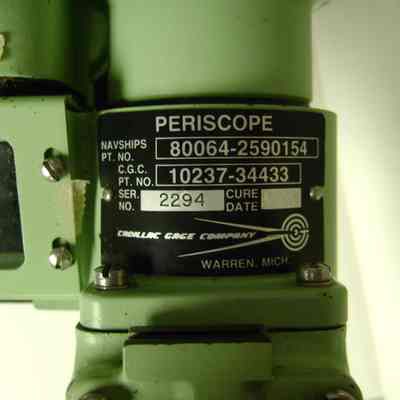 PERISCOPE
NAVSHIPS PT. NO. 80064-2590154
C.G.C. PT. NO. 10237-34433
SER. NO. 2294 CURE DATE
CADILLAC GAGE COMPANY
WARREN, MICH.